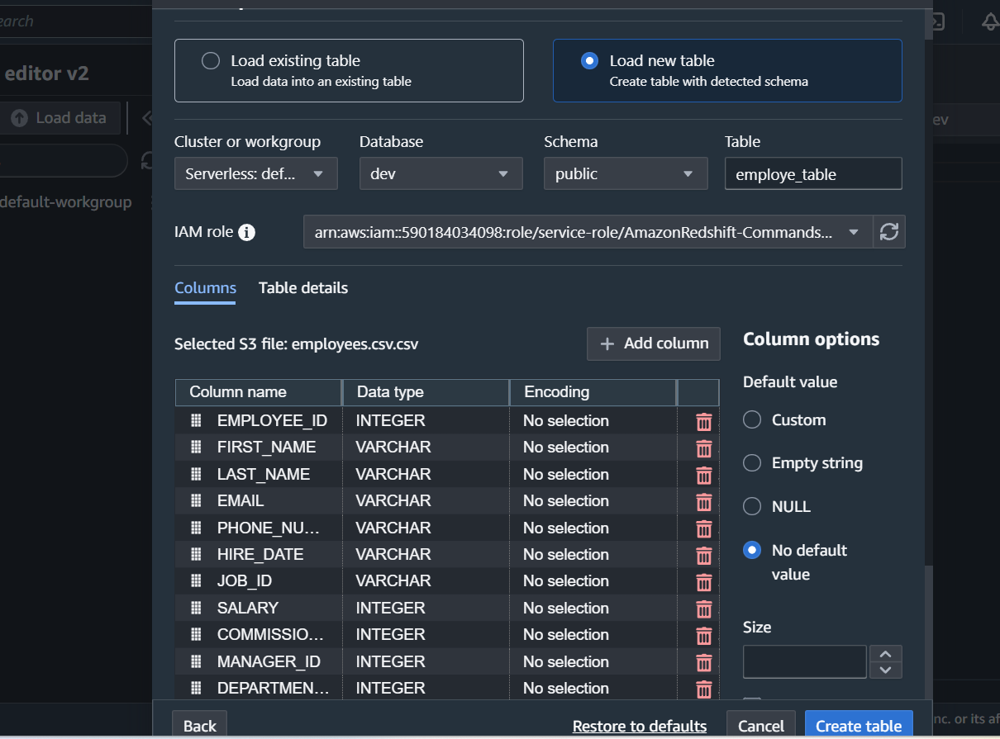 earch
editor v2
Load data
default-workgroup
Load existing table
Load data into an existing table
Load new table
Create table with detected schema
ev
Cluster or workgroup
Database
Schema
Table
Serverless: def...
dev
public
employe_table
IAM role
arn:aws:iam::590184034098:role/service-role/AmazonRedshift-Commands...
Columns
Table details
Selected S3 file: employees.csv.csv
Add column
Column options
Column name
Data type
Encoding
EMPLOYEE_ID
INTEGER
No selection
FIRST_NAME
VARCHAR
No selection
LAST_NAME
VARCHAR
No selection
EMAIL
VARCHAR
No selection
PHONE_NU...
VARCHAR
No selection
HIRE_DATE
VARCHAR
No selection
JOB_ID
VARCHAR
No selection
SALARY
INTEGER
No selection
COMMISSIO...
INTEGER
No selection
MANAGER_ID
INTEGER
No selection
DEPARTMEN...
INTEGER
No selection
Default value
Custom
Empty string
NULL
No default
value
Size
Back
Restore to defaults
Cancel
Create table
nc. or its af